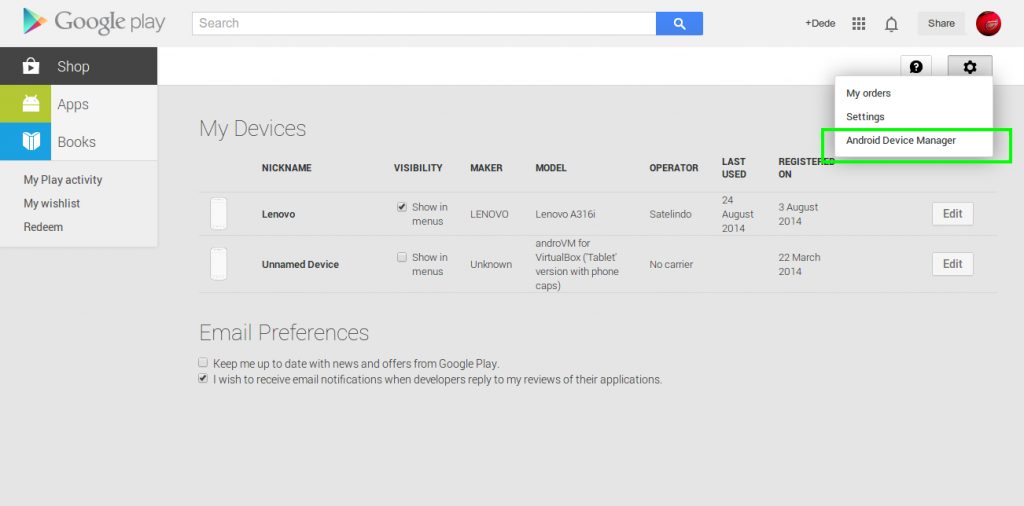 Google play
Search
+Dede
Share
Shop
Apps
Books
My Play activity
My wishlist
Redeem
My orders
Settings
Android Device Manager
My Devices
NICKNAME VISIBILITY MAKER MODEL OPERATOR LAST USED REGISTERED ON
Lenovo Show in menus LENOVO Lenovo A316i Satelindo 24 August 2014 3 August 2014 Edit
Unnamed Device Show in menus Unknown androVM for VirtualBox ('Tablet' version with phone caps) No carrier 22 March 2014 Edit
Email Preferences
Keep me up to date with news and offers from Google Play.
I wish to receive email notifications when developers reply to my reviews of their applications.